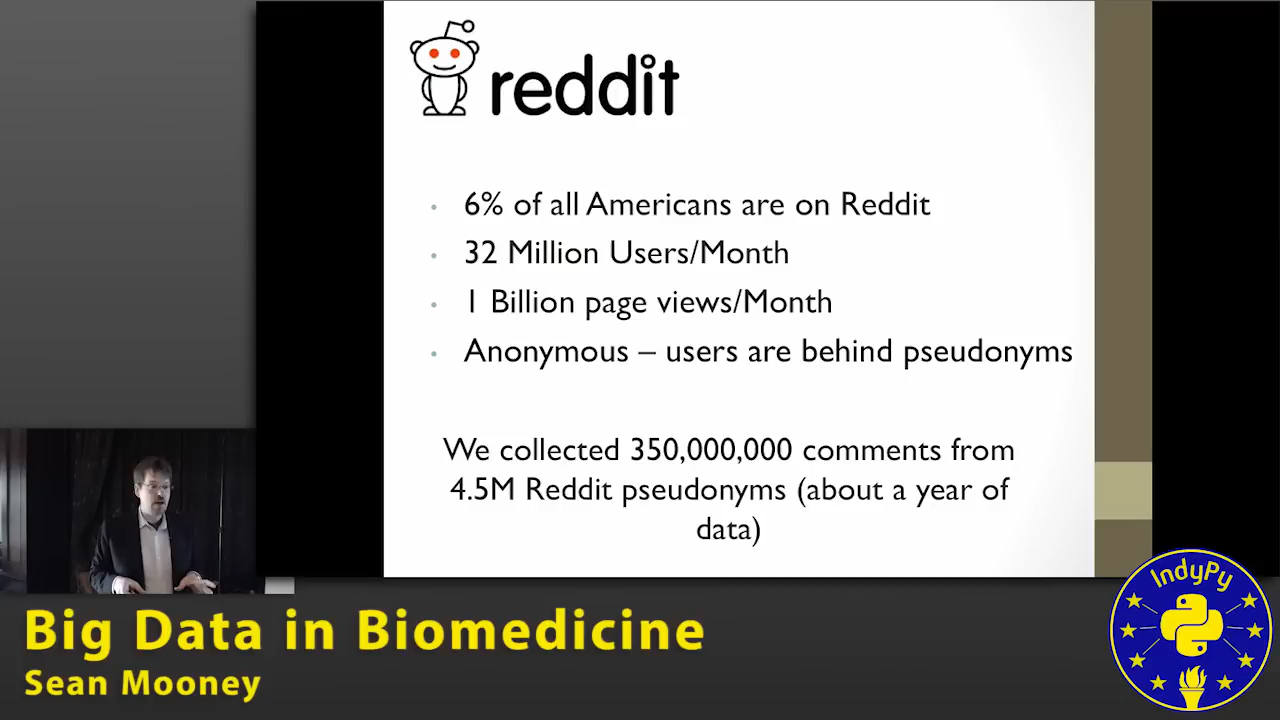 reddit
6% of all Americans are on Reddit
32 Million Users/Month
1 Billion page views/Month
Anonymous – users are behind pseudonyms
We collected 350,000,000 comments from
4.5M Reddit pseudonyms (about a year of
data)
Big Data in Biomedicine
Sean Mooney
IndyPy